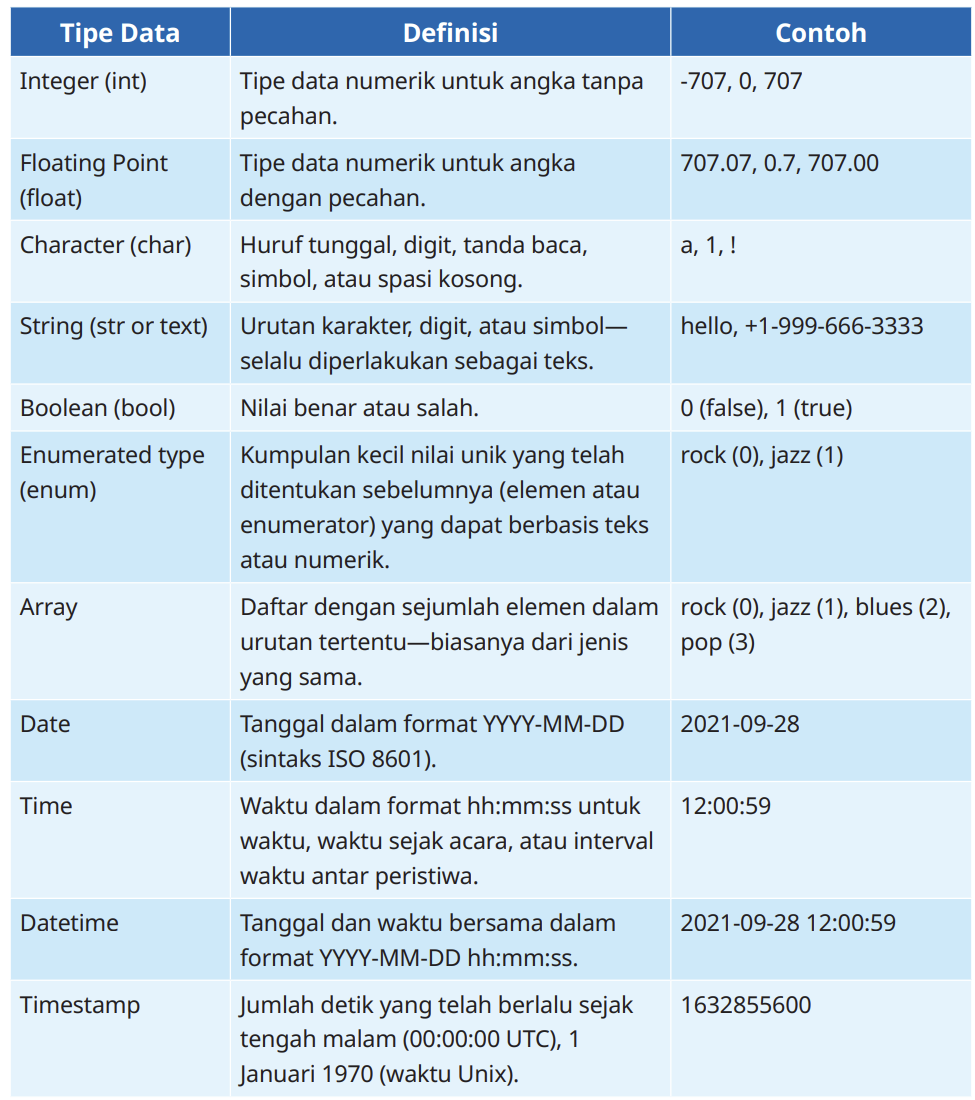 Tipe Data Definisi Contoh
Integer (int) Tipe data numerik untuk angka tanpa -707, 0, 707
pecahan.
Floating Point Tipe data numerik untuk angka 707.07, 0.7, 707.00
(float) dengan pecahan.
Character (char) Huruf tunggal, digit, tanda baca, a, 1, !
simbol, atau spasi kosong.
String (str or text) Urutan karakter, digit, atau simbol— hello, +1-999-666-3333
selalu diperlakukan sebagai teks.
Boolean (bool) Nilai benar atau salah. 0 (false), 1 (true)
Enumerated type Kumpulan kecil nilai unik yang telah rock (0), jazz (1)
(enum) ditentukan sebelumnya (elemen atau
enumerator) yang dapat berbasis teks
atau numerik.
Array Daftar dengan sejumlah elemen dalam rock (0), jazz (1), blues (2),
urutan tertentu—biasanya dari jenis pop (3)
yang sama.
Date Tanggal dalam format YYYY-MM-DD 2021-09-28
(sintaks ISO 8601).
Time Waktu dalam format hh:mm:ss untuk 12:00:59
waktu, waktu sejak acara, atau interval
waktu antar peristiwa.
Datetime Tanggal dan waktu bersama dalam 2021-09-28 12:00:59
format YYYY-MM-DD hh:mm:ss.
Timestamp Jumlah detik yang telah berlalu sejak 1632855600
tengah malam (00:00:00 UTC), 1
Januari 1970 (waktu Unix).